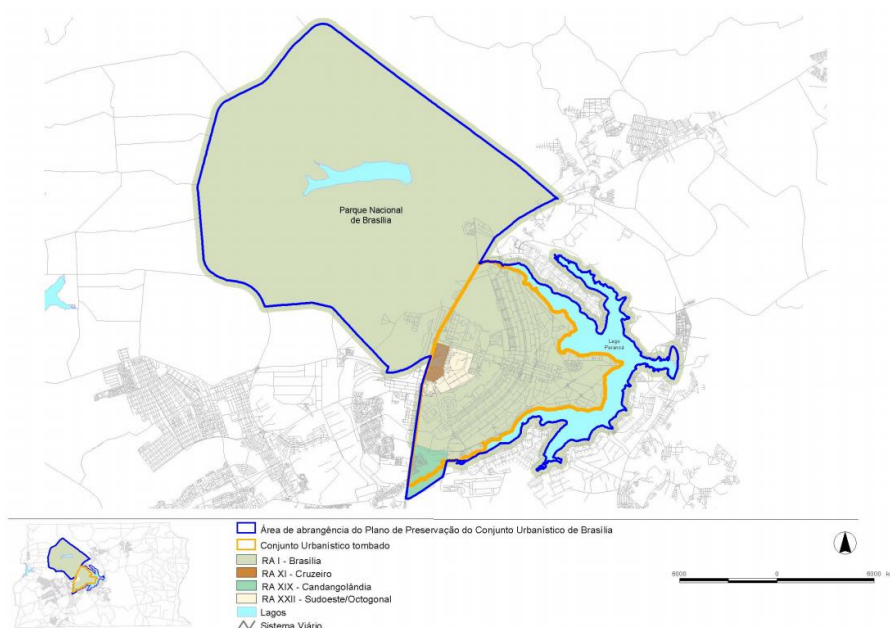 Parque Nacional
de Brasília
Lago
Paranoá
Área de abrangência do Plano de Preservação do Conjunto Urbanístico de Brasília
Conjunto Urbanístico tombado
RA I - Brasília
RA XI - Cruzeiro
RA XIX - Candangolândia
RA XXII - Sudoeste/Octogonal
Lagos
Sistema Viário
6000 0 6000